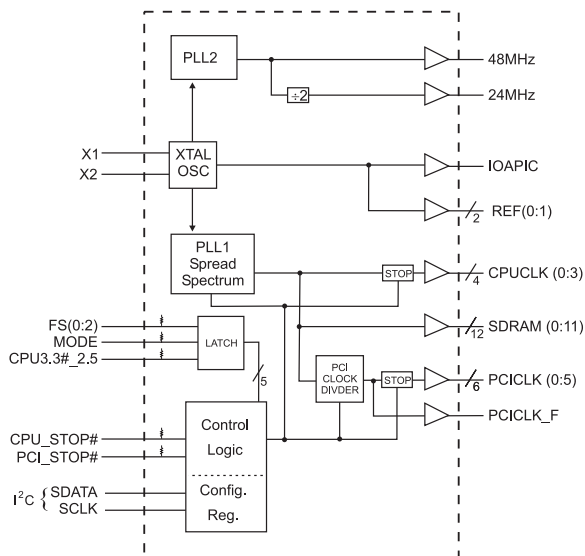 PLL2
48MHz
÷2
24MHz
X1
X2
XTAL
OSC
IOAPIC
REF(0:1)
2
PLL1
Spread
Spectrum
STOP
CPUCLK (0:3)
4
FS(0:2)
MODE
CPU3.3#_2.5
LATCH
SDRAM (0:11)
12
5
PCI
CLOCK
DIVDER
STOP
PCICLK (0:5)
6
PCICLK_F
CPU_STOP#
PCI_STOP#
Control
Logic
I²C { SDATA
SCLK
Config.
Reg.